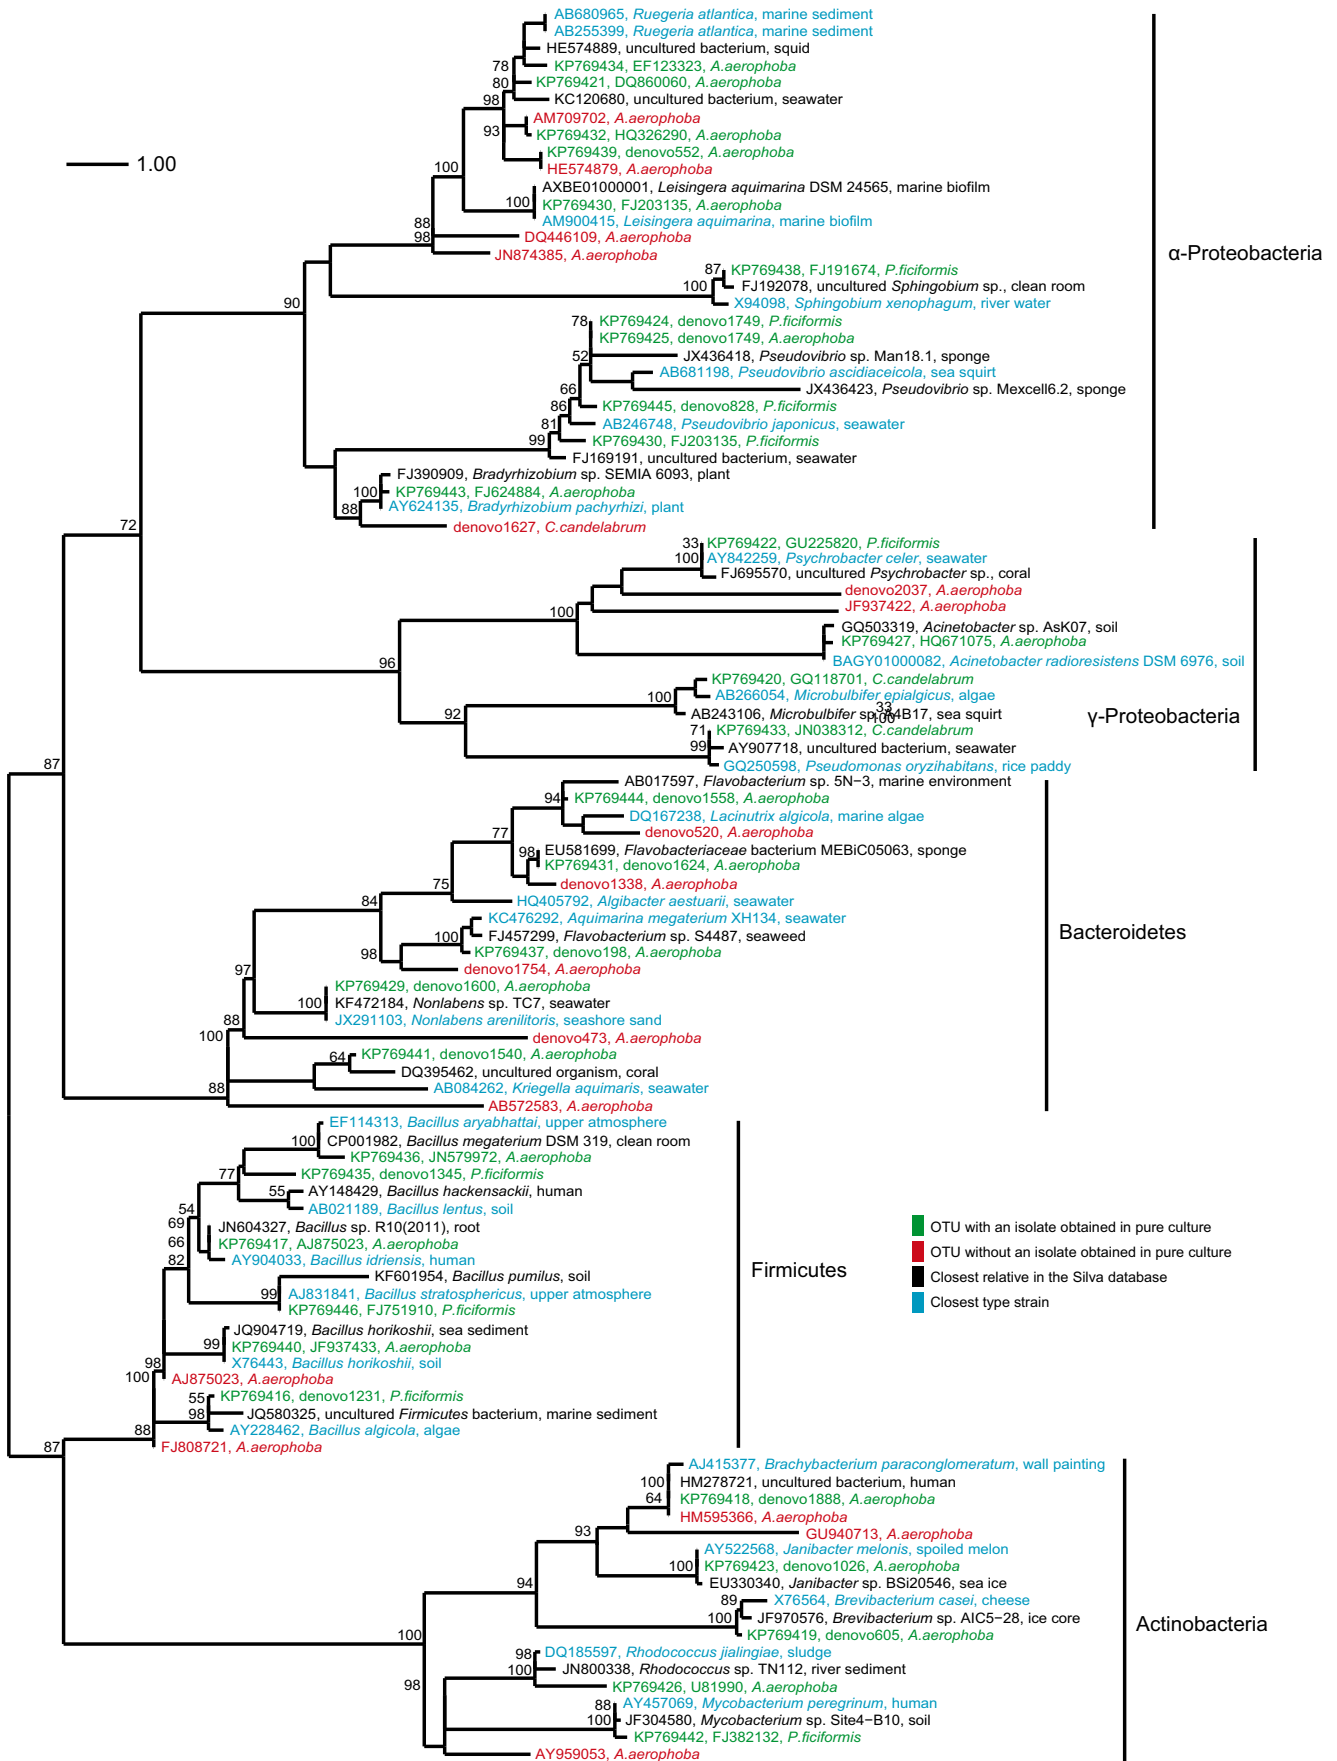 AB680965, Ruegeria atlantica, marine sediment
AB255399, Ruegeria atlantica, marine sediment
HE574889, uncultured bacterium, squid
78 KP769434, EF123323, A.aerophoba
80 KP769421, DQ860060, A.aerophoba
98 KC120680, uncultured bacterium, seawater
AM709702, A.aerophoba
93 KP769432, HQ326290, A.aerophoba
KP769439, denovo552, A.aerophoba
1.00
100 HE574879, A.aerophoba
AXBE01000001, Leisingera aquimarina DSM 24565, marine biofilm
100 KP769430, FJ203135, A.aerophoba
88 AM900415, Leisingera aquimarina, marine biofilm
98 DQ446109, A.aerophoba
JN874385, A.aerophoba
α-Proteobacteria
87 KP769438, FJ191674, P.ficiformis
100 FJ192078, uncultured Sphingobium sp., clean room
90 X94098, Sphingobium xenophagum, river water
78 KP769424, denovo1749, P.ficiformis
KP769425, denovo1749, A.aerophoba
52 JX436418, Pseudovibrio sp. Man18.1, sponge
AB681198, Pseudovibrio ascidiaceicola, sea squirt
66 JX436423, Pseudovibrio sp. Mexcell6.2, sponge
86 KP769445, denovo828, P.ficiformis
81 AB246748, Pseudovibrio japonicus, seawater
99 KP769430, FJ203135, P.ficiformis
FJ169191, uncultured bacterium, seawater
FJ390909, Bradyrhizobium sp. SEMIA 6093, plant
100 KP769443, FJ624884, A.aerophoba
88 AY624135, Bradyrhizobium pachyrhizi, plant
72 denovo1627, C.candelabrum
33 KP769422, GU225820, P.ficiformis
100 AY842259, Psychrobacter celer, seawater
FJ695570, uncultured Psychrobacter sp., coral
denovo2037, A.aerophoba
100 JF937422, A.aerophoba
GQ503319, Acinetobacter sp. AsK07, soil
KP769427, HQ671075, A.aerophoba
96 BAGY01000082, Acinetobacter radioresistens DSM 6976, soil
KP769420, GQ118701, C.candelabrum
100 AB266054, Microbulbifer epialgicus, algae
92 AB243106, Microbulbifer sp. A4B17, sea squirt
33
100
γ-Proteobacteria
71 KP769433, JN038312, C.candelabrum
99 AY907718, uncultured bacterium, seawater
87 GQ250598, Pseudomonas oryzihabitans, rice paddy
AB017597, Flavobacterium sp. 5N−3, marine environment
94 KP769444, denovo1558, A.aerophoba
DQ167238, Lacinutrix algicola, marine algae
77 denovo520, A.aerophoba
98 EU581699, Flavobacteriaceae bacterium MEBiC05063, sponge
KP769431, denovo1624, A.aerophoba
75 denovo1338, A.aerophoba
84 HQ405792, Algibacter aestuarii, seawater
KC476292, Aquimarina megaterium XH134, seawater
100 FJ457299, Flavobacterium sp. S4487, seaweed
Bacteroidetes
98 KP769437, denovo198, A.aerophoba
97 denovo1754, A.aerophoba
KP769429, denovo1600, A.aerophoba
100 KF472184, Nonlabens sp. TC7, seawater
88 JX291103, Nonlabens arenilitoris, seashore sand
100 denovo473, A.aerophoba
64 KP769441, denovo1540, A.aerophoba
DQ395462, uncultured organism, coral
88 AB084262, Kriegella aquimaris, seawater
AB572583, A.aerophoba
EF114313, Bacillus aryabhattai, upper atmosphere
100 CP001982, Bacillus megaterium DSM 319, clean room
KP769436, JN579972, A.aerophoba
77 KP769435, denovo1345, P.ficiformis
55 AY148429, Bacillus hackensackii, human
54 AB021189, Bacillus lentus, soil
69 JN604327, Bacillus sp. R10(2011), root
66 KP769417, AJ875023, A.aerophoba
82 AY904033, Bacillus idriensis, human
KF601954, Bacillus pumilus, soil
99 AJ831841, Bacillus stratosphericus, upper atmosphere
KP769446, FJ751910, P.ficiformis
Firmicutes
OTU with an isolate obtained in pure culture
OTU without an isolate obtained in pure culture
Closest relative in the Silva database
Closest type strain
JQ904719, Bacillus horikoshii, sea sediment
99 KP769440, JF937433, A.aerophoba
98 X76443, Bacillus horikoshii, soil
100 AJ875023, A.aerophoba
55 KP769416, denovo1231, P.ficiformis
98 JQ580325, uncultured Firmicutes bacterium, marine sediment
88 AY228462, Bacillus algicola, algae
87 FJ808721, A.aerophoba
AJ415377, Brachybacterium paraconglomeratum, wall painting
100 HM278721, uncultured bacterium, human
64 KP769418, denovo1888, A.aerophoba
HM595366, A.aerophoba
93 GU940713, A.aerophoba
AY522568, Janibacter melonis, spoiled melon
100 KP769423, denovo1026, A.aerophoba
94 EU330340, Janibacter sp. BSi20546, sea ice
89 X76564, Brevibacterium casei, cheese
100 JF970576, Brevibacterium sp. AIC5−28, ice core
Actinobacteria
100 KP769419, denovo605, A.aerophoba
98 DQ185597, Rhodococcus jialingiae, sludge
100 JN800338, Rhodococcus sp. TN112, river sediment
98 KP769426, U81990, A.aerophoba
88 AY457069, Mycobacterium peregrinum, human
100 JF304580, Mycobacterium sp. Site4−B10, soil
KP769442, FJ382132, P.ficiformis
AY959053, A.aerophoba